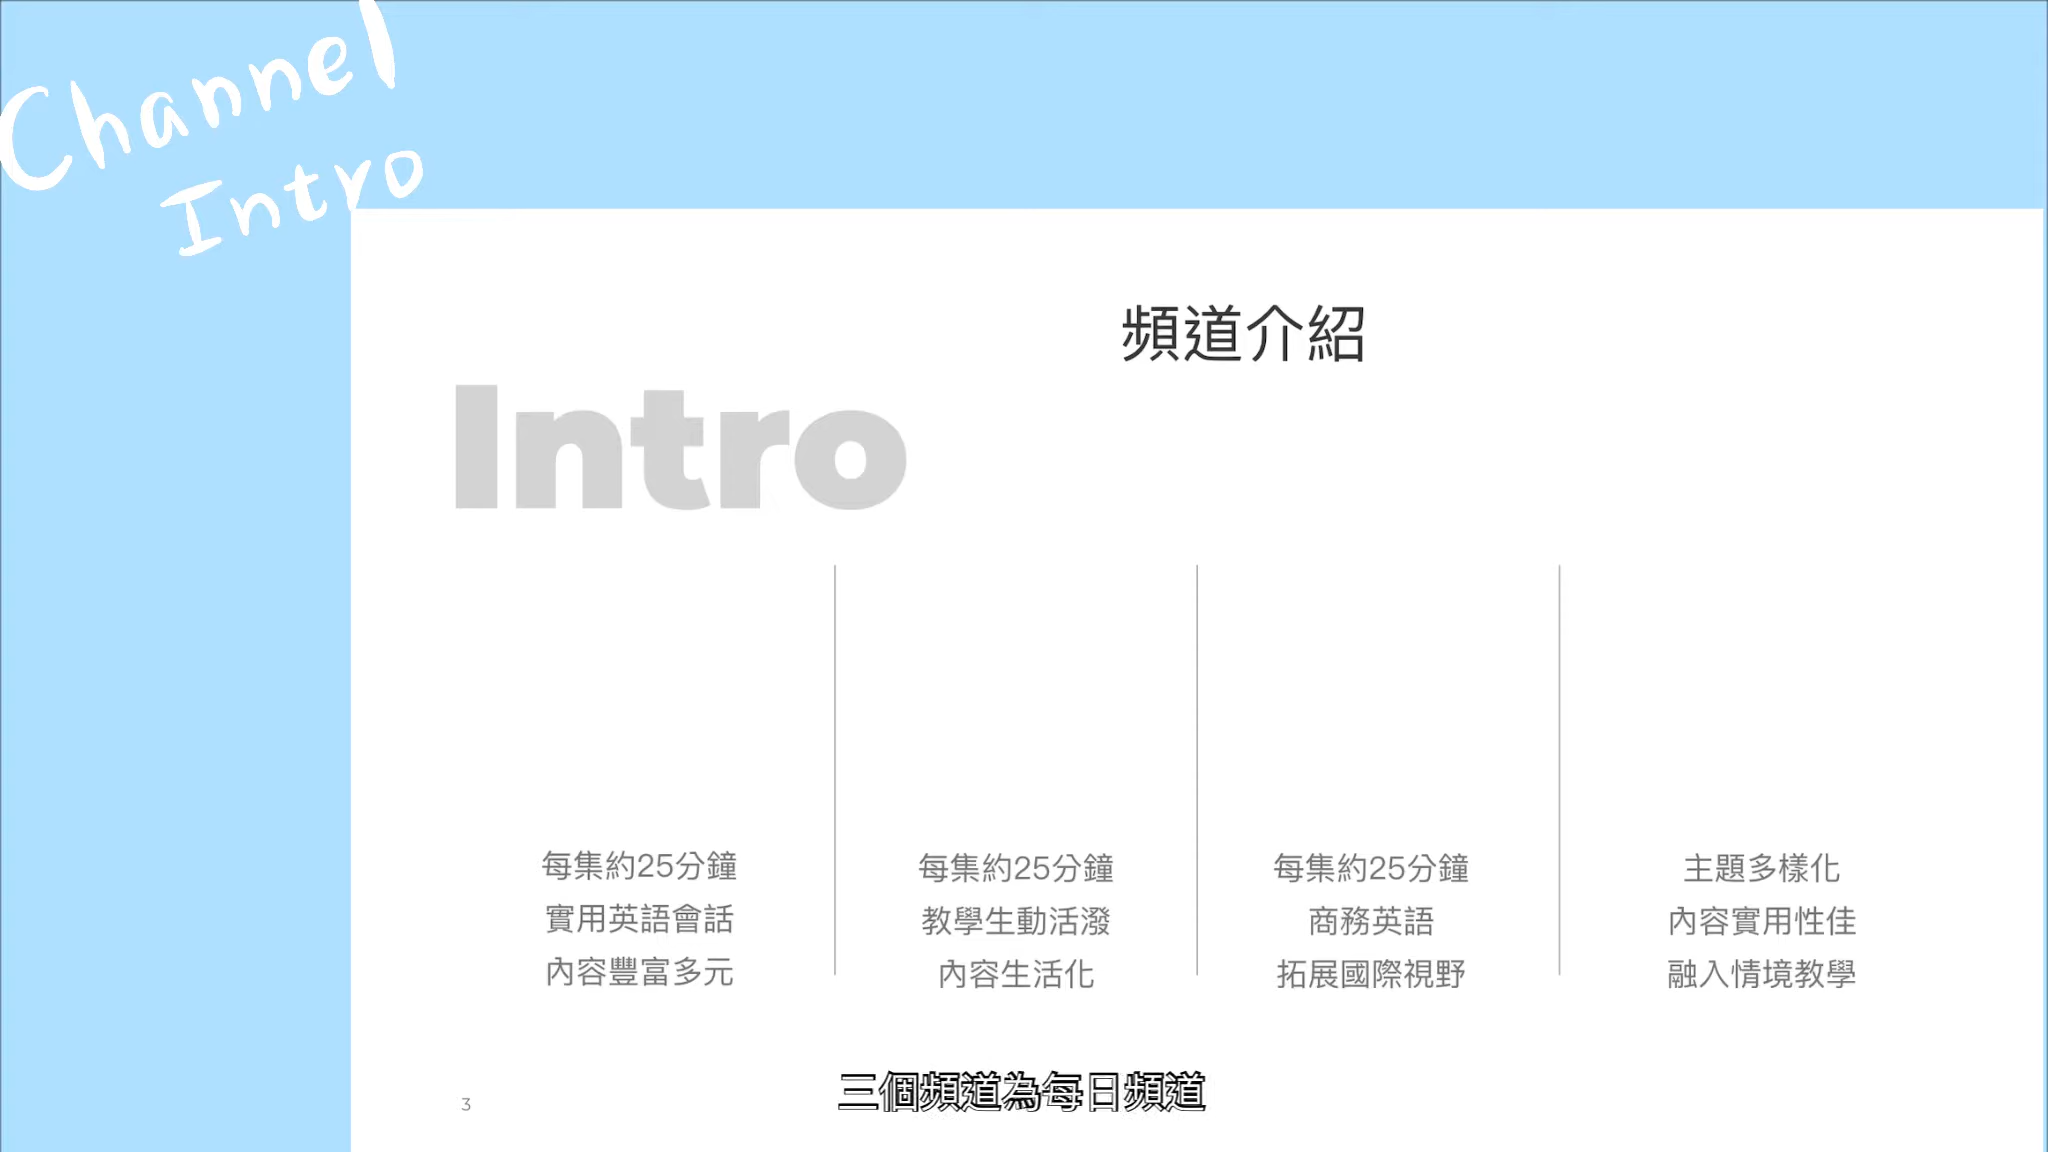 Channel
Intro
頻道介紹
Intro
每集約25分鐘
實用英語會話
內容豐富多元
每集約25分鐘
教學生動活潑
內容生活化
每集約25分鐘
商務英語
拓展國際視野
主題多樣化
內容實用性佳
融入情境教學
三個頻道為每日頻道
3